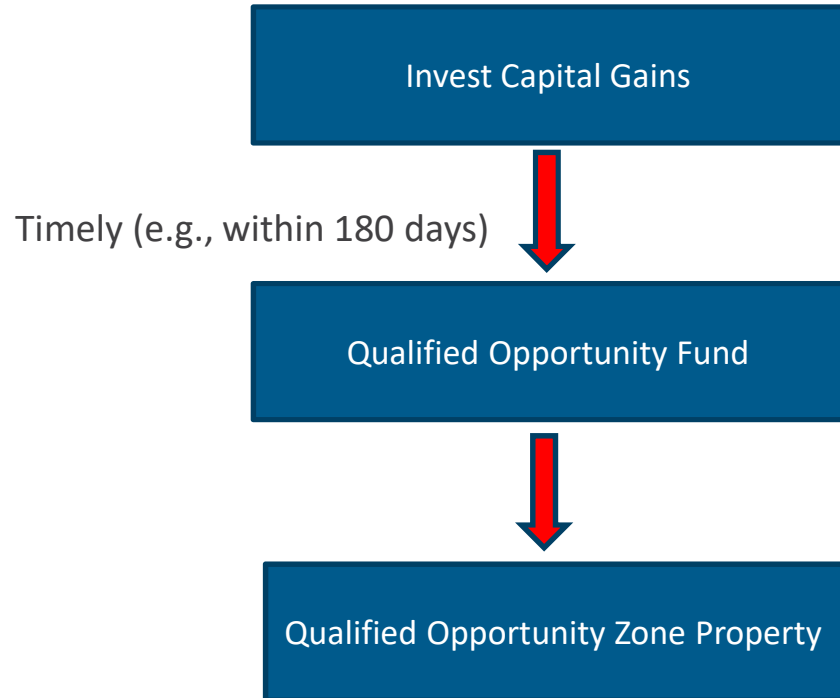 Invest Capital Gains
Timely (e.g., within 180 days)
Qualified Opportunity Fund
Qualified Opportunity Zone Property